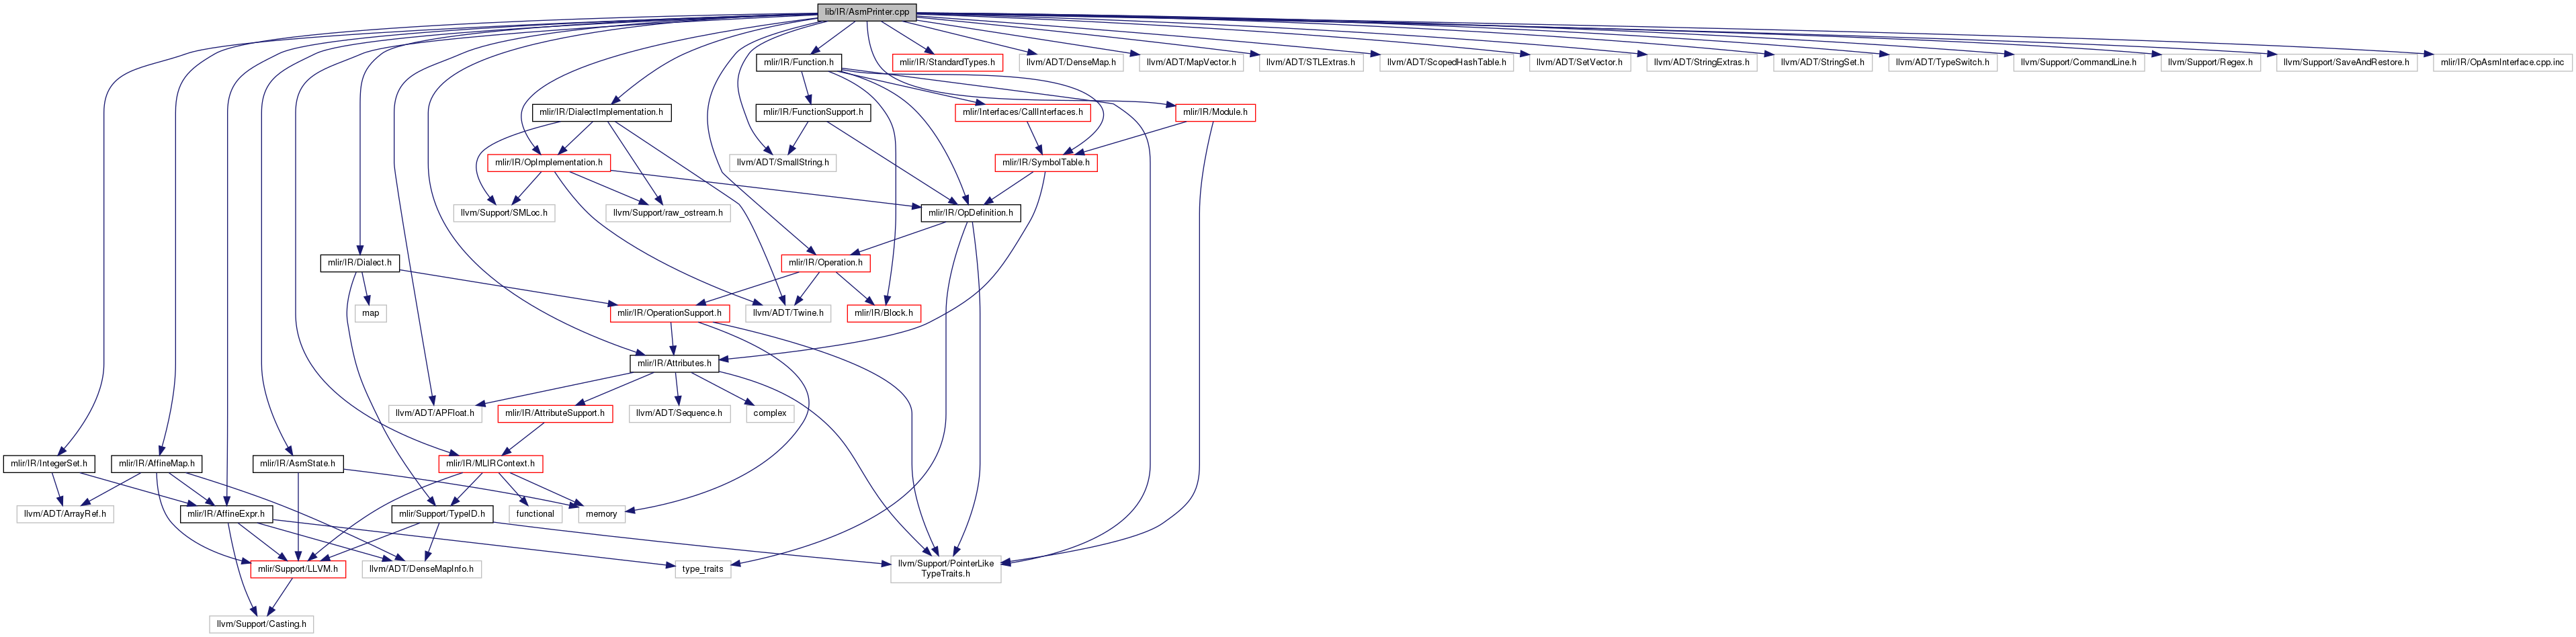 lib/IR/AsmPrinter.cpp
mlir/IR/Function.h
mlir/IR/StandardTypes.h
llvm/ADT/DenseMap.h
llvm/ADT/MapVector.h
llvm/ADT/STLExtras.h
llvm/ADT/ScopedHashTable.h
llvm/ADT/SetVector.h
llvm/ADT/StringExtras.h
llvm/ADT/StringSet.h
llvm/ADT/TypeSwitch.h
llvm/Support/CommandLine.h
llvm/Support/Regex.h
llvm/Support/SaveAndRestore.h
mlir/IR/OpAsmInterface.cpp.inc
mlir/IR/DialectImplementation.h
mlir/IR/FunctionSupport.h
mlir/Interfaces/CallInterfaces.h
mlir/IR/Module.h
mlir/IR/OpImplementation.h
llvm/ADT/SmallString.h
mlir/IR/SymbolTable.h
llvm/Support/SMLoc.h
llvm/Support/raw_ostream.h
mlir/IR/OpDefinition.h
mlir/IR/Dialect.h
mlir/IR/Operation.h
map
mlir/IR/OperationSupport.h
llvm/ADT/Twine.h
mlir/IR/Block.h
mlir/IR/Attributes.h
llvm/ADT/APFloat.h
mlir/IR/AttributeSupport.h
llvm/ADT/Sequence.h
complex
mlir/IR/IntegerSet.h
mlir/IR/AffineMap.h
mlir/IR/AsmState.h
mlir/IR/MLIRContext.h
llvm/ADT/ArrayRef.h
mlir/IR/AffineExpr.h
mlir/Support/TypeID.h
functional
memory
mlir/Support/LLVM.h
llvm/ADT/DenseMapInfo.h
type_traits
llvm/Support/PointerLike
TypeTraits.h
llvm/Support/Casting.h